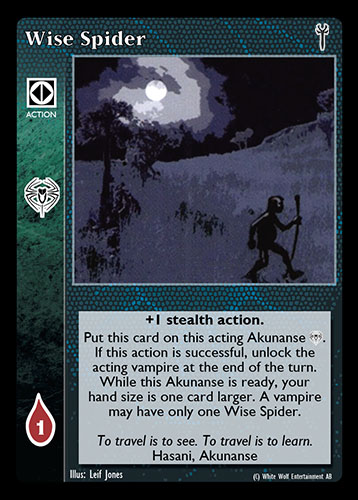 Wise Spider
ACTION
+1 stealth action.
Put this card on this acting Akunanse .
If this action is successful, unlock the
acting vampire at the end of the turn.
While this Akunanse is ready, your
hand size is one card larger. A vampire
may have only one Wise Spider.
To travel is to see. To travel is to learn.
Hasani, Akunanse
1
Illus: Leif Jones
(C) White Wolf Entertainment AB